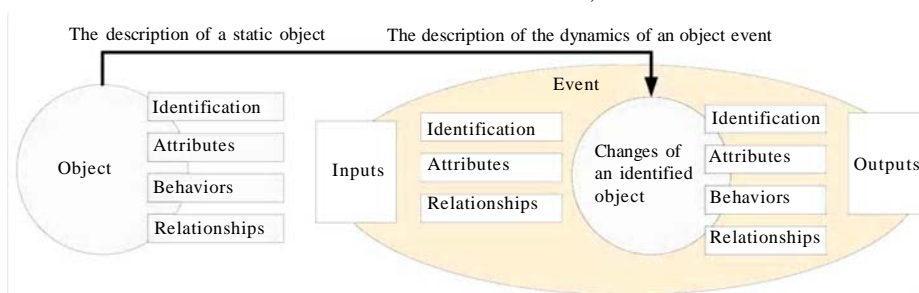 The description of a static object
The description of the dynamics of an object event
Object
Identification
Attributes
Behaviors
Relationships
Event
Inputs
Identification
Attributes
Relationships
Changes of
an identified
object
Identification
Attributes
Behaviors
Relationships
Outputs